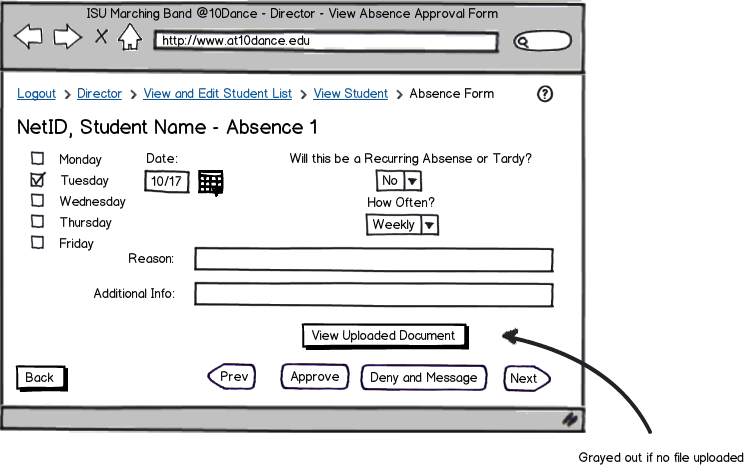 ISU Marching Band @10Dance - Director - View Absence Approval Form
http://www.at10dance.edu
Logout > Director > View and Edit Student List > View Student > Absence Form ?
NetID, Student Name - Absence 1
Monday Date: Will this be a Recurring Absense or Tardy?
Tuesday 10/17 No
Wednesday How Often?
Thursday Weekly
Friday
Reason:
Additional Info:
View Uploaded Document
Back Prev Approve Deny and Message Next
Grayed out if no file uploaded